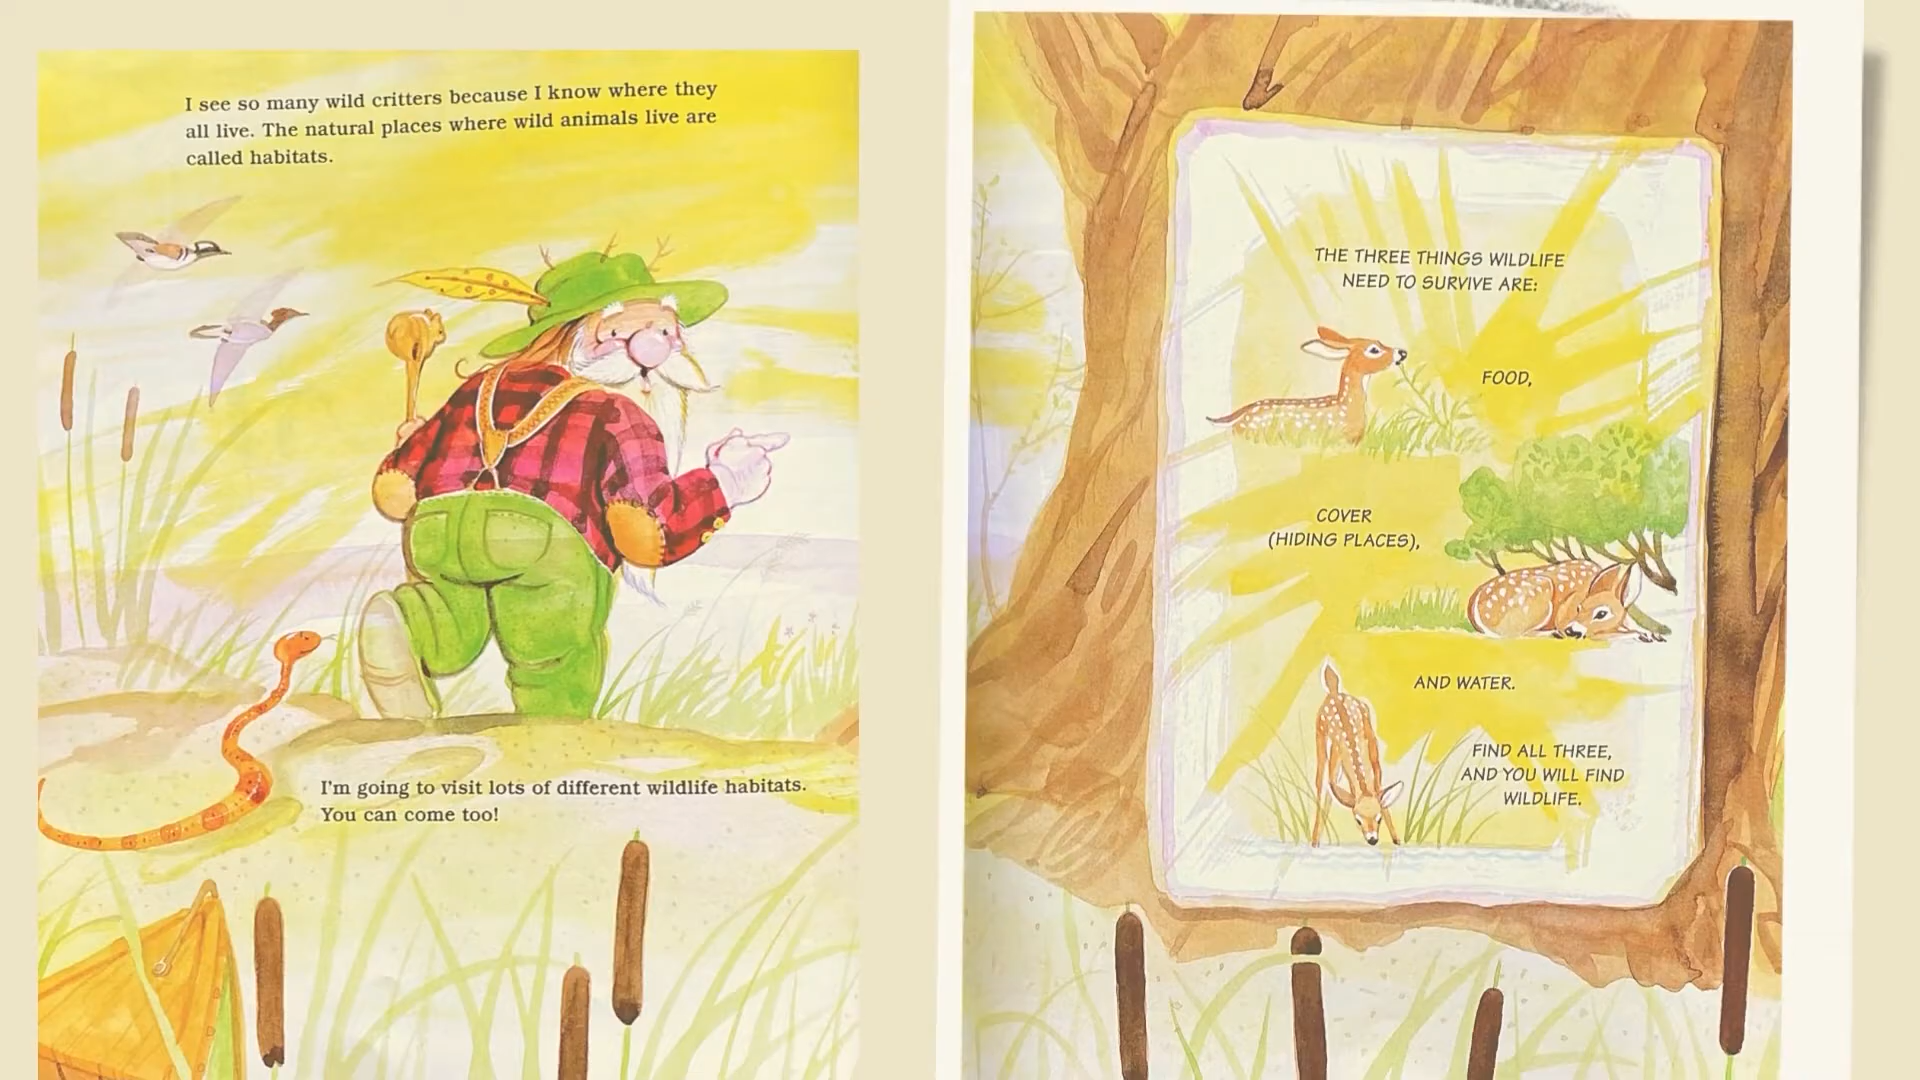 I see so many wild critters because I know where they
all live. The natural places where wild animals live are
called habitats.
I'm going to visit lots of different wildlife habitats.
You can come too!
THE THREE THINGS WILDLIFE
NEED TO SURVIVE ARE:
FOOD,
COVER
(HIDING PLACES),
AND WATER.
FIND ALL THREE,
AND YOU WILL FIND
WILDLIFE.